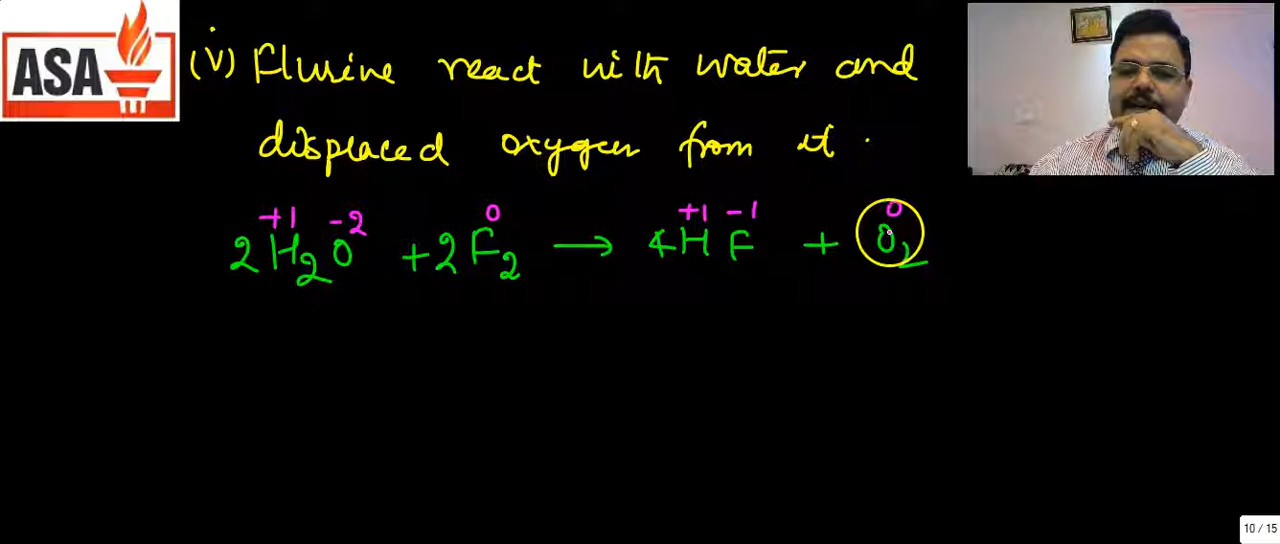 ASA
(v) Flurine react with water and
displaced oxygen from it .
+1 -2 0 +1 -1 0
2H₂O + 2F₂ → 4HF + O₂
10 / 15